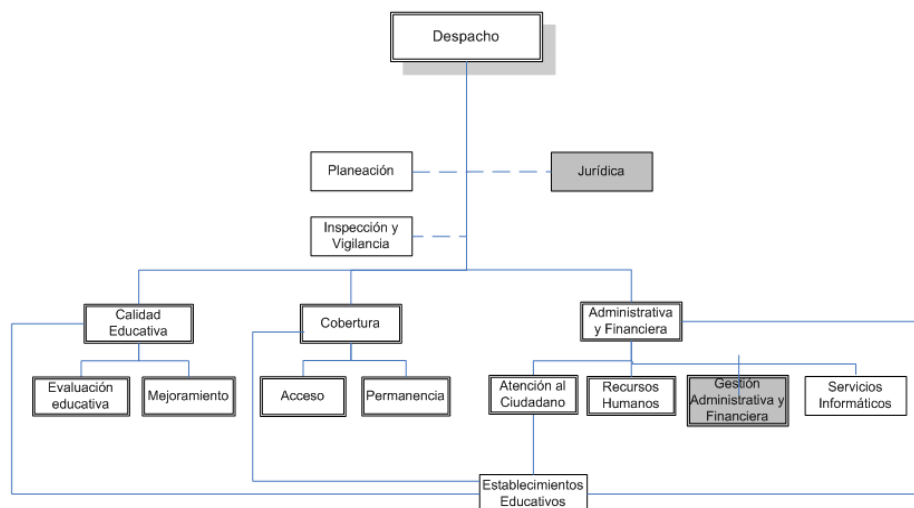 Despacho
Planeación
Jurídica
Inspección y
Vigilancia
Calidad
Educativa
Cobertura
Administrativa
y Financiera
Evaluación
educativa
Mejoramiento
Acceso
Permanencia
Atención al
Ciudadano
Recursos
Humanos
Gestión
Administrativa y
Financiera
Servicios
Informáticos
Establecimientos
Educativos